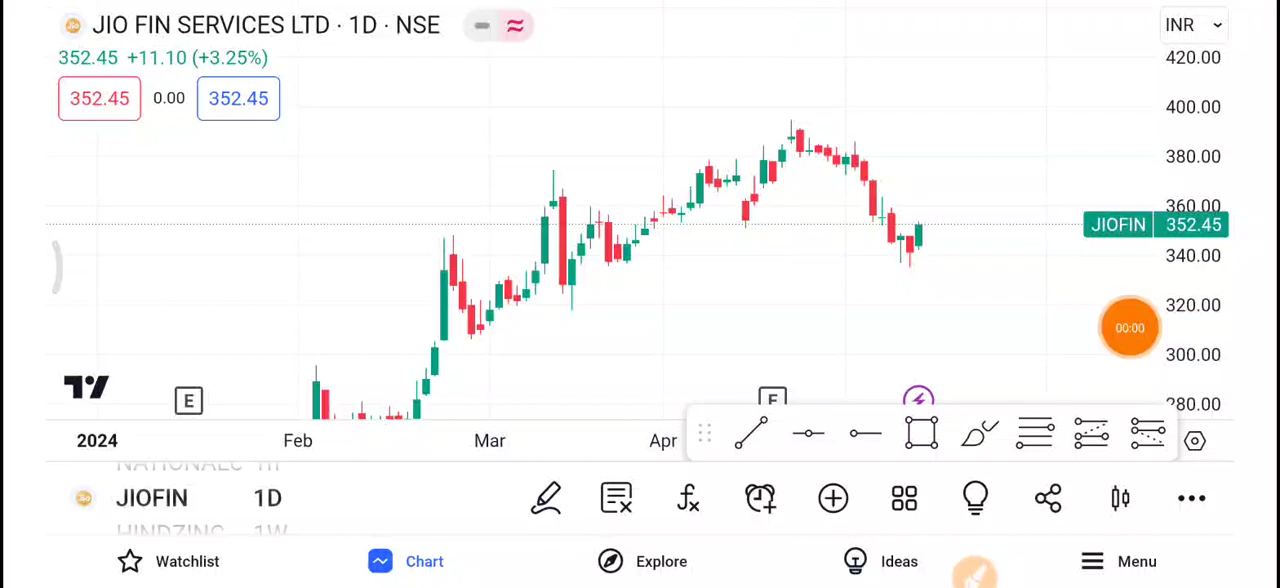 JIO FIN SERVICES LTD · 1D · NSE
INR
352.45 +11.10 (+3.25%)
352.45 0.00 352.45
420.00
400.00
380.00
360.00
JIOFIN 352.45
340.00
320.00
00:00
300.00
280.00
E
E
2024 Feb Mar Apr
JIOFIN 1D
HINDZINC 1W
Watchlist Chart Explore Ideas Menu